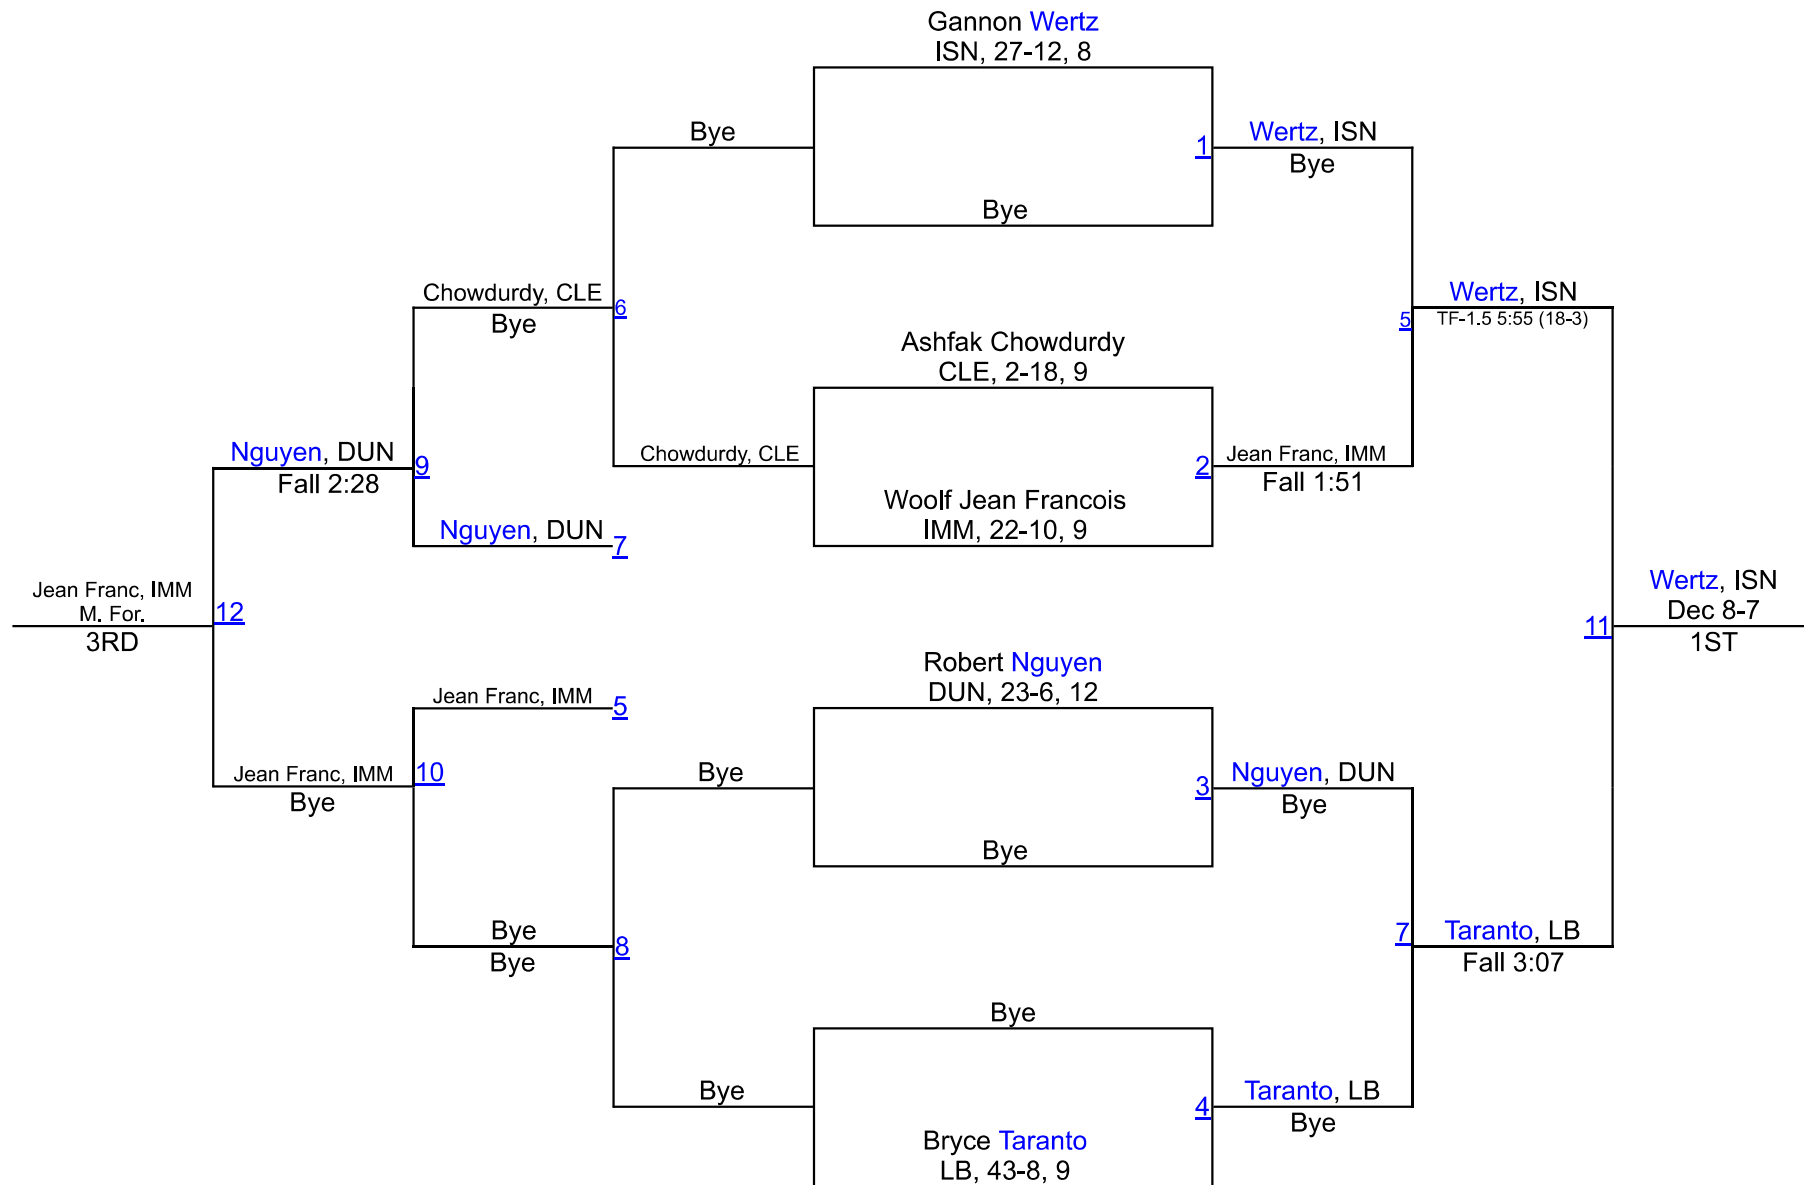 Gannon Wertz
ISN, 27-12, 8
Bye
1
Wertz, ISN
Bye
Bye
Chowdurdy, CLE
Bye
6
Wertz, ISN
TF-1.5 5:55 (18-3)
5
Ashfak Chowdurdy
CLE, 2-18, 9
Nguyen, DUN
Fall 2:28
9
Chowdurdy, CLE
2
Jean Franc, IMM
Fall 1:51
Woolf Jean Francois
IMM, 22-10, 9
Nguyen, DUN
7
Jean Franc, IMM
M. For.
3RD
12
11
Wertz, ISN
Dec 8-7
1ST
Robert Nguyen
DUN, 23-6, 12
Jean Franc, IMM
5
Jean Franc, IMM
Bye
10
Bye
3
Nguyen, DUN
Bye
Bye
Bye
Bye
8
7
Taranto, LB
Fall 3:07
Bye
Bye
4
Taranto, LB
Bye
Bryce Taranto
LB, 43-8, 9